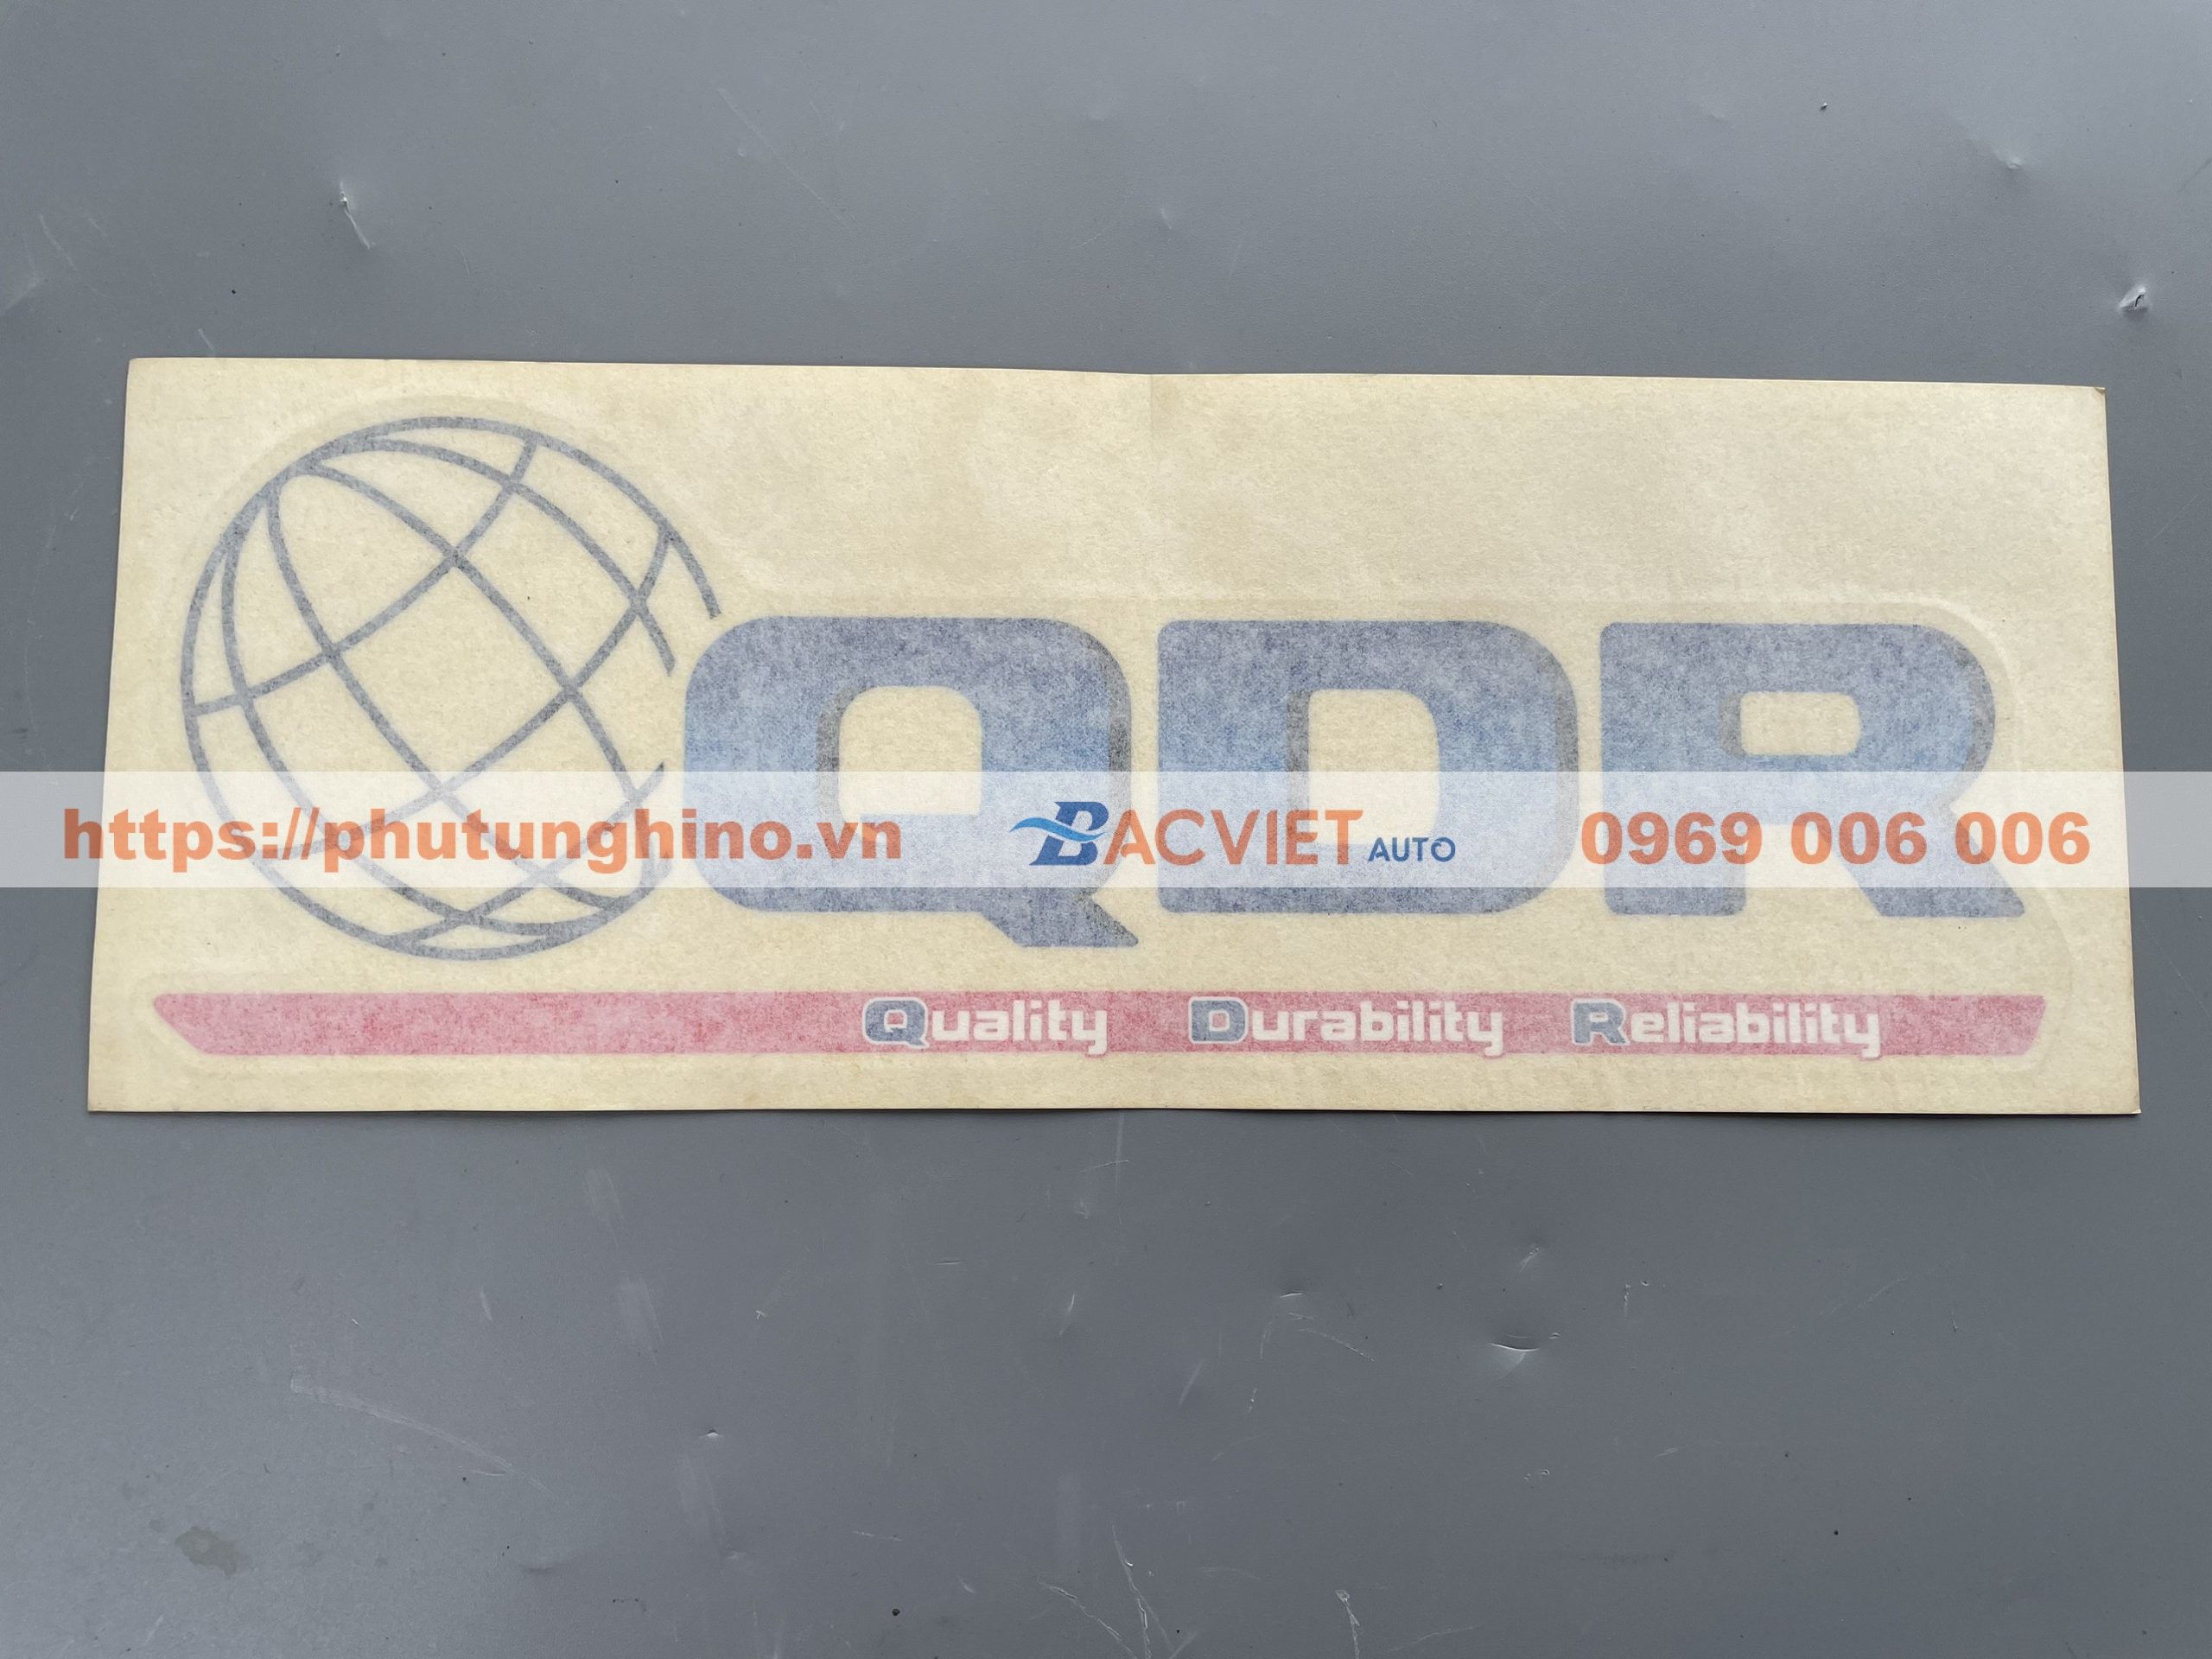 QDR
https://phutunghino.vn BACVIET AUTO 0969 006 006
Quality Durability Reliability